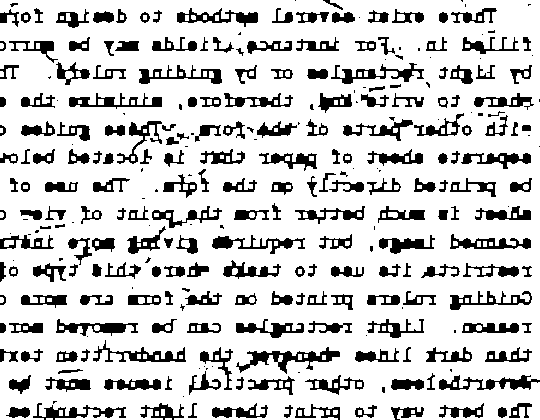 There exist several methods to design for
filled in. For instance, fields may be surro
by light rectangles or by guiding rulers. Th
where to write and, therefore, minimize the e
with other parts of the form. These guides c
separate sheet of paper that is located below
be printed directly on the form. The use of
sheet is much better from the point of view o
scanned image, but requires giving more instr
restricts its use to tasks where this type of
Guiding rulers printed on the form are more c
reason. Light rectangles can be removed more
than dark lines whenever the handwritten text
Nevertheless, other practical issues must be
The best way to print these light rectangles